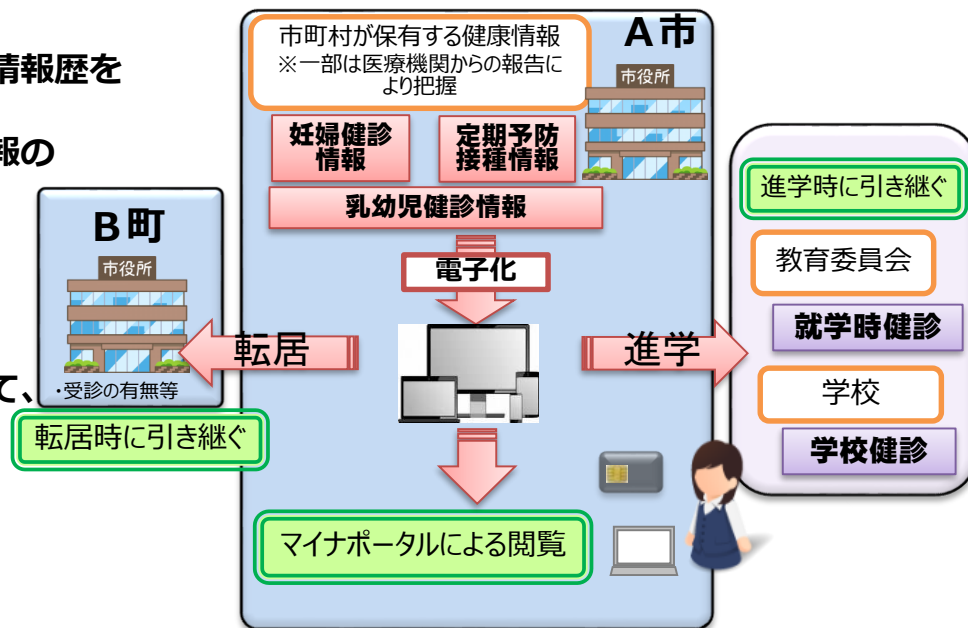 情報歴を
報の
て、
A市
市役所
市町村が保有する健康情報
※一部は医療機関からの報告に
より把握
妊婦健診
情報
定期予防
接種情報
乳幼児健診情報
電子化
B町
市役所
・受診の有無等
転居時に引き継ぐ
転居
進学
進学時に引き継ぐ
教育委員会
就学時健診
学校
学校健診
マイナポータルによる閲覧